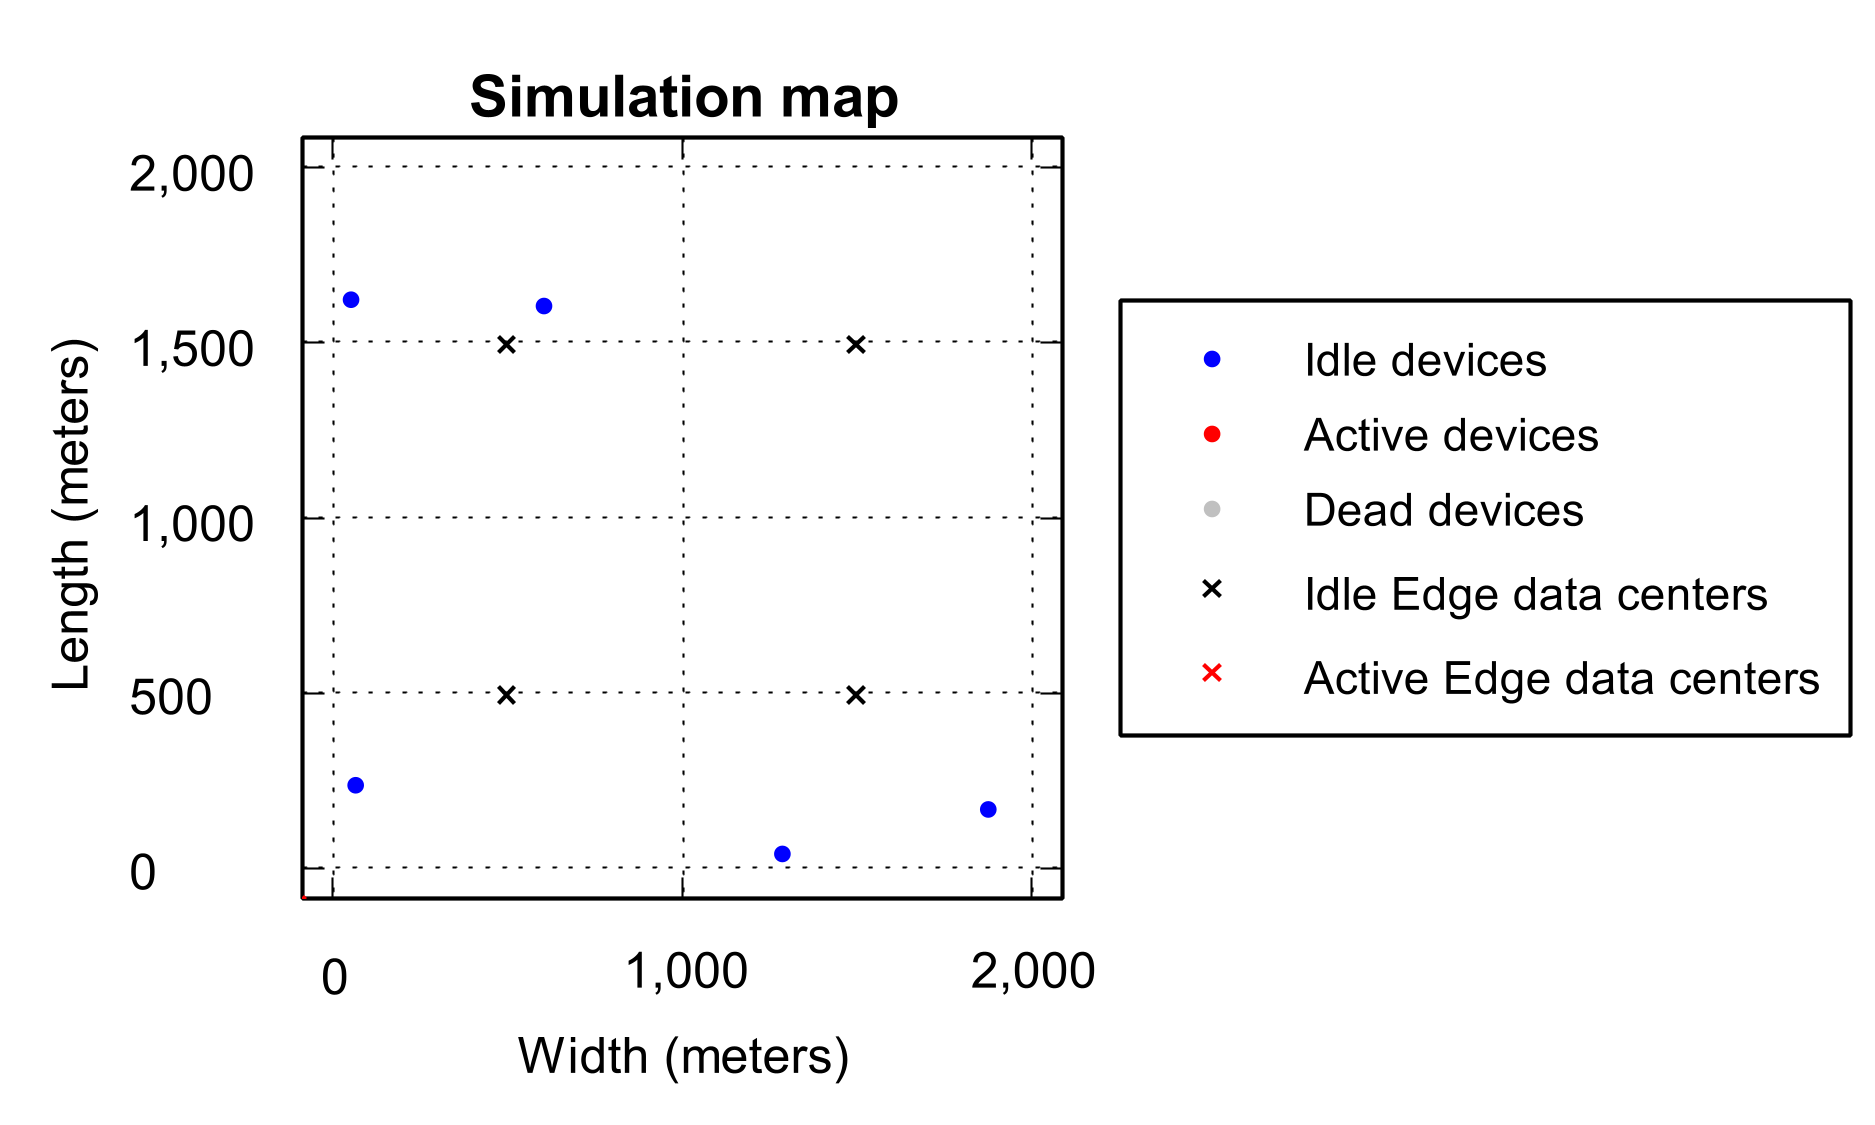 Simulation map
2,000
1,500
1,000
500
0
Length (meters)
0
1,000
2,000
Width (meters)
Idle devices
Active devices
Dead devices
Idle Edge data centers
Active Edge data centers